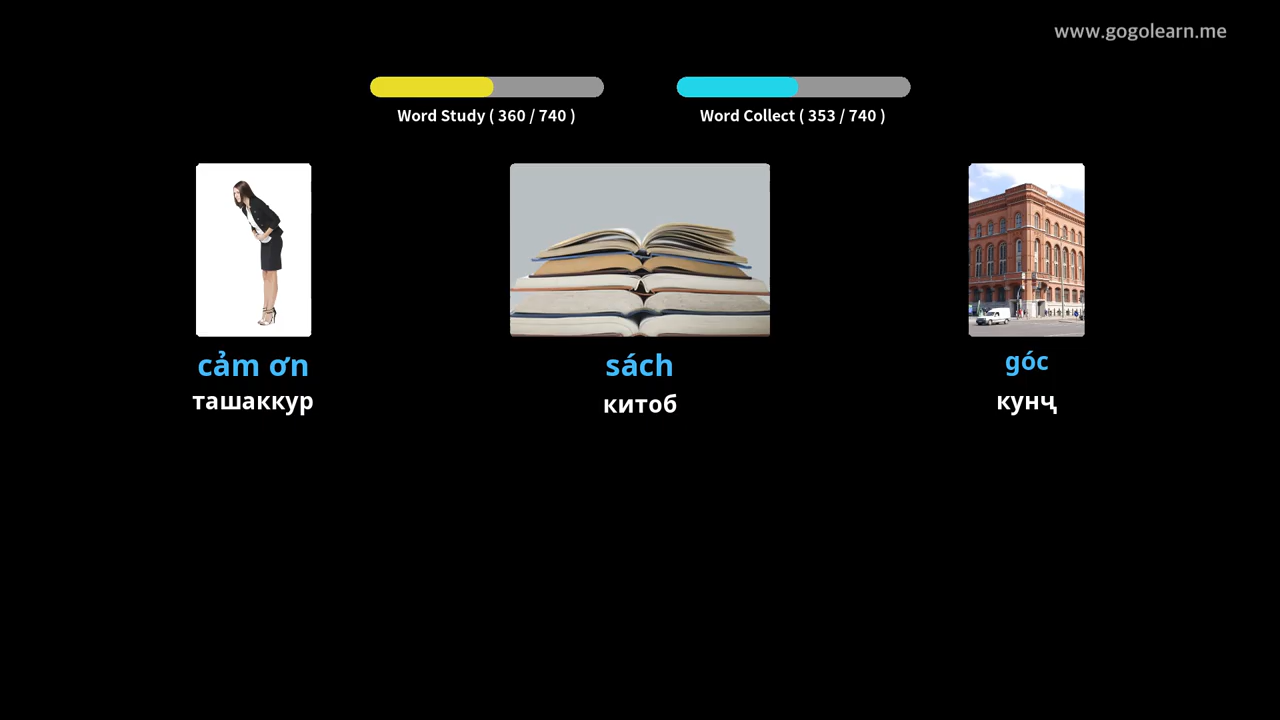 www.gogolearn.me
Word Study ( 360 / 740 )
Word Collect ( 353 / 740 )
cảm ơn
sách
góc
ташаккур
китоб
кунҷ